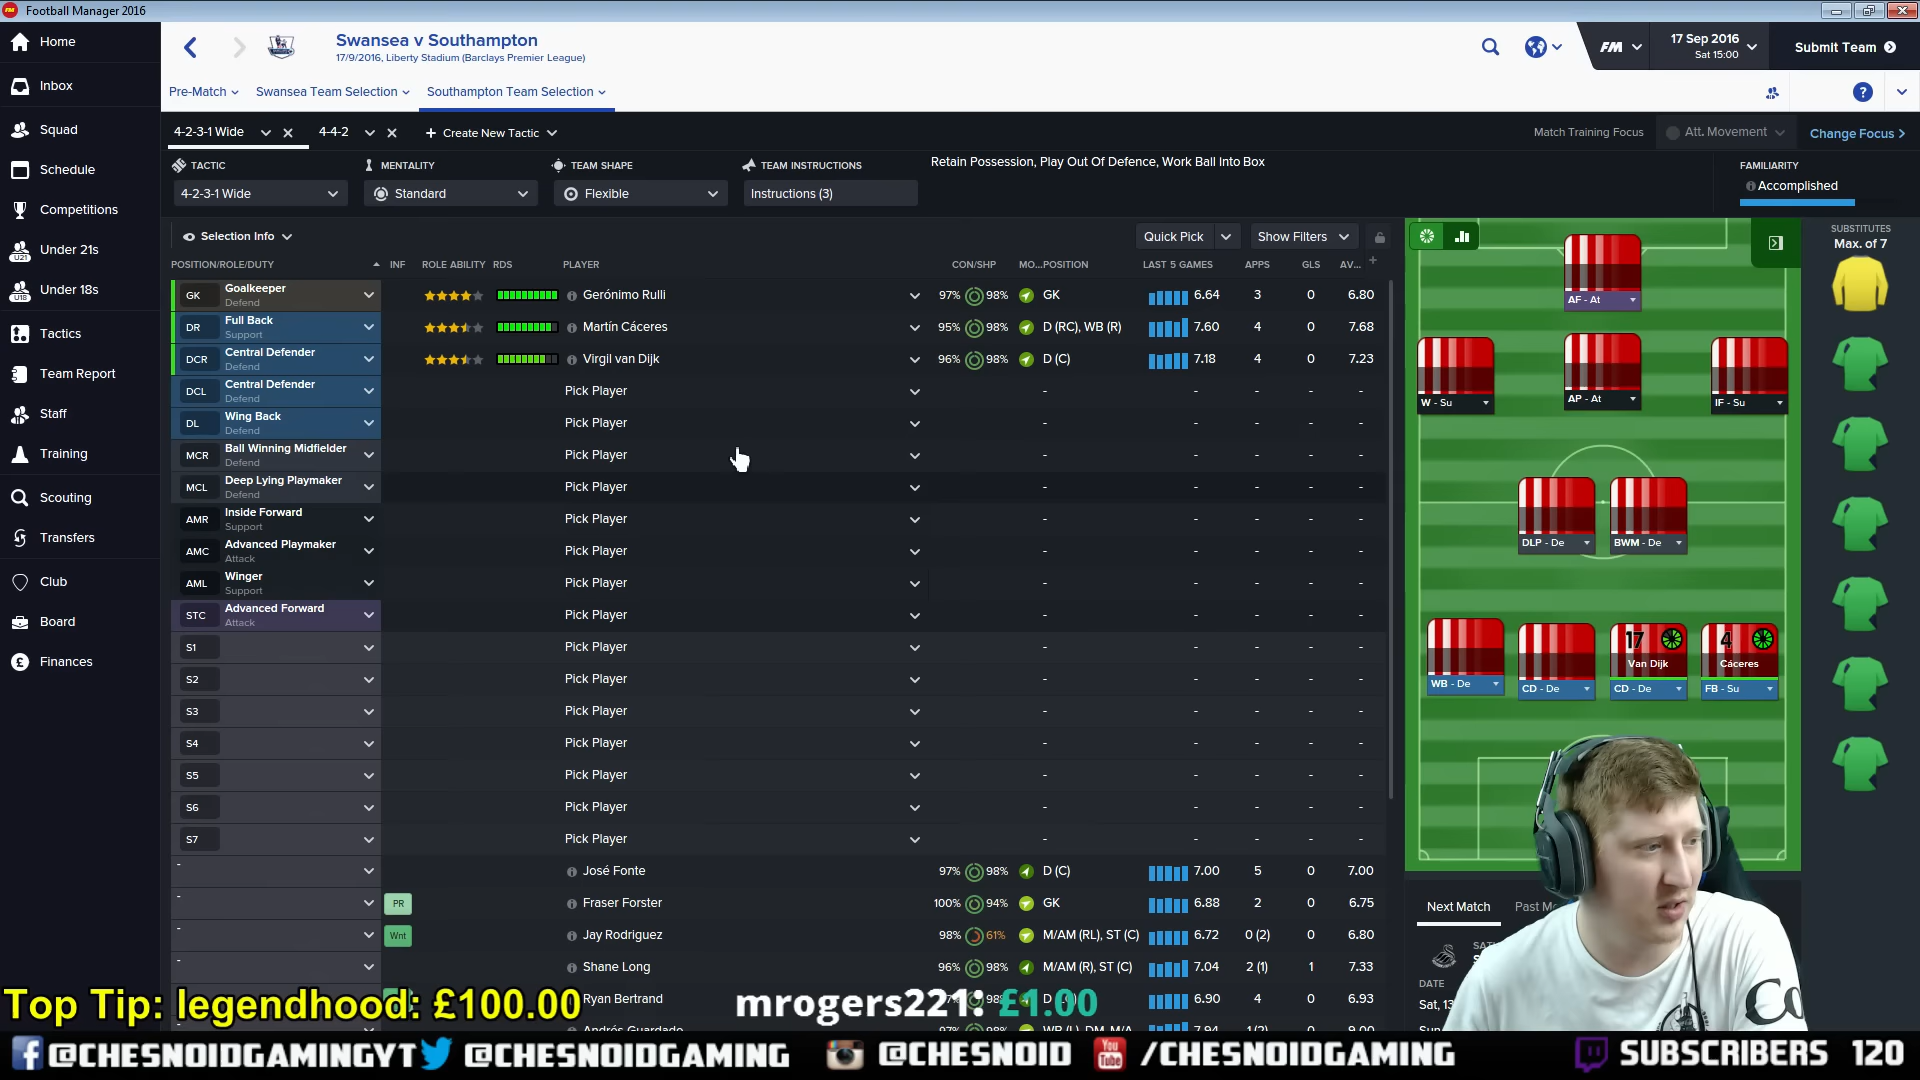 Football Manager 2016
Home
Inbox
Squad
Schedule
Competitions
Under 21s
Under 18s
Tactics
Team Report
Staff
Training
Scouting
Transfers
Club
Board
Finances
Swansea v Southampton
17/9/2016, Liberty Stadium (Barclays Premier League)
FM
17 Sep 2016
Sat 15:00
Submit Team
Pre-Match
Swansea Team Selection
Southampton Team Selection
4-2-3-1 Wide
4-4-2
Create New Tactic
Match Training Focus
Att. Movement
Change Focus >
TACTIC
MENTALITY
TEAM SHAPE
TEAM INSTRUCTIONS
Retain Possession, Play Out Of Defence, Work Ball Into Box
4-2-3-1 Wide
Standard
Flexible
Instructions (3)
FAMILIARITY
Accomplished
Selection Info
Quick Pick
Show Filters
POSITION/ROLE/DUTY INF ROLE ABILITY RDS PLAYER CON/SHP MO... POSITION LAST 5 GAMES APPS GLS AV...
GK Goalkeeper Defend Gerónimo Rulli 97% 98% GK 6.64 3 0 6.80
DR Full Back Support Martín Cáceres 95% 98% D (RC), WB (R) 7.60 4 0 7.68
DCR Central Defender Defend Virgil van Dijk 96% 98% D (C) 7.18 4 0 7.23
DCL Central Defender Defend Pick Player - - - - -
DL Wing Back Defend Pick Player - - - - -
MCR Ball Winning Midfielder Defend Pick Player - - - - -
MCL Deep Lying Playmaker Defend Pick Player - - - - -
AMR Inside Forward Support Pick Player - - - - -
AMC Advanced Playmaker Attack Pick Player - - - - -
AML Winger Support Pick Player - - - - -
STC Advanced Forward Attack Pick Player - - - - -
S1 Pick Player - - - - -
S2 Pick Player - - - - -
S3 Pick Player - - - - -
S4 Pick Player - - - - -
S5 Pick Player - - - - -
S6 Pick Player - - - - -
S7 Pick Player - - - - -
- José Fonte 97% 98% D (C) 7.00 5 0 7.00
- PR Fraser Forster 100% 94% GK 6.88 2 0 6.75
- Wnt Jay Rodriguez 98% 61% M/AM (RL), ST (C) 6.72 0 (2) 0 6.80
- Shane Long 96% 98% M/AM (R), ST (C) 7.04 2 (1) 1 7.33
- Ryan Bertrand 6.90 4 0 6.93
SUBSTITUTES
Max. of 7
AF - At
W - Su
AP - At
IF - Su
DLP - De
BWM - De
17
Van Dijk
4
Cáceres
WB - De
CD - De
CD - De
FB - Su
Next Match
DATE
Top Tip: legendhood: £100.00
mrogers221: £1.00
@CHESNOIDGAMINGYT
@CHESNOIDGAMING
@CHESNOID
You Tube
/CHESNOIDGAMING
SUBSCRIBERS 120